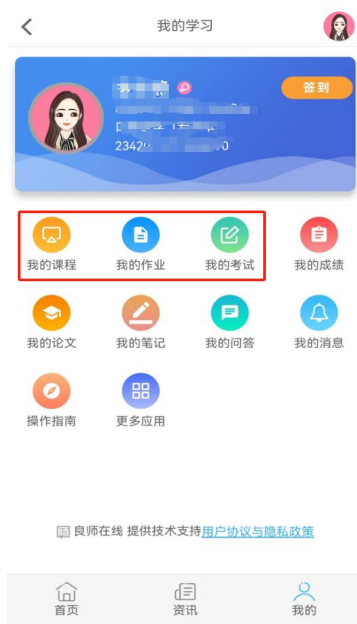 我的学习
签到
我的课程 我的作业 我的考试 我的成绩
我的论文 我的笔记 我的问答 我的消息
操作指南 更多应用
良师在线 提供技术支持用户协议与隐私政策
首页 资讯 我的